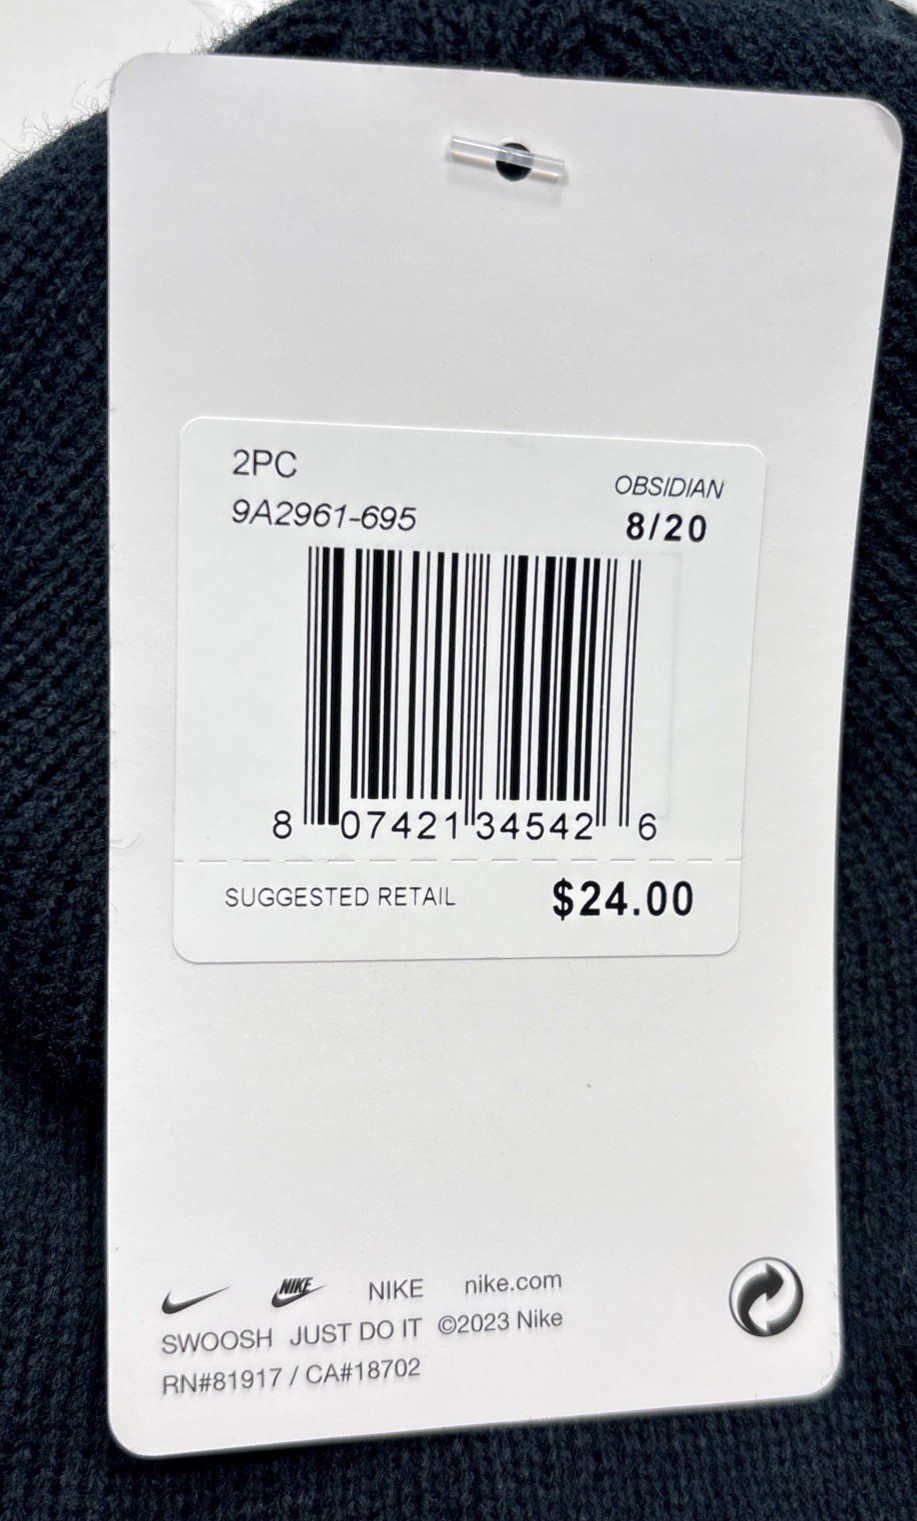 2PC
OBSIDIAN
9A2961-695
8/20
8 07421 34542 6
SUGGESTED RETAIL $24.00
NIKE NIKE nike.com
SWOOSH JUST DO IT ©2023 Nike
RN#81917 / CA#18702